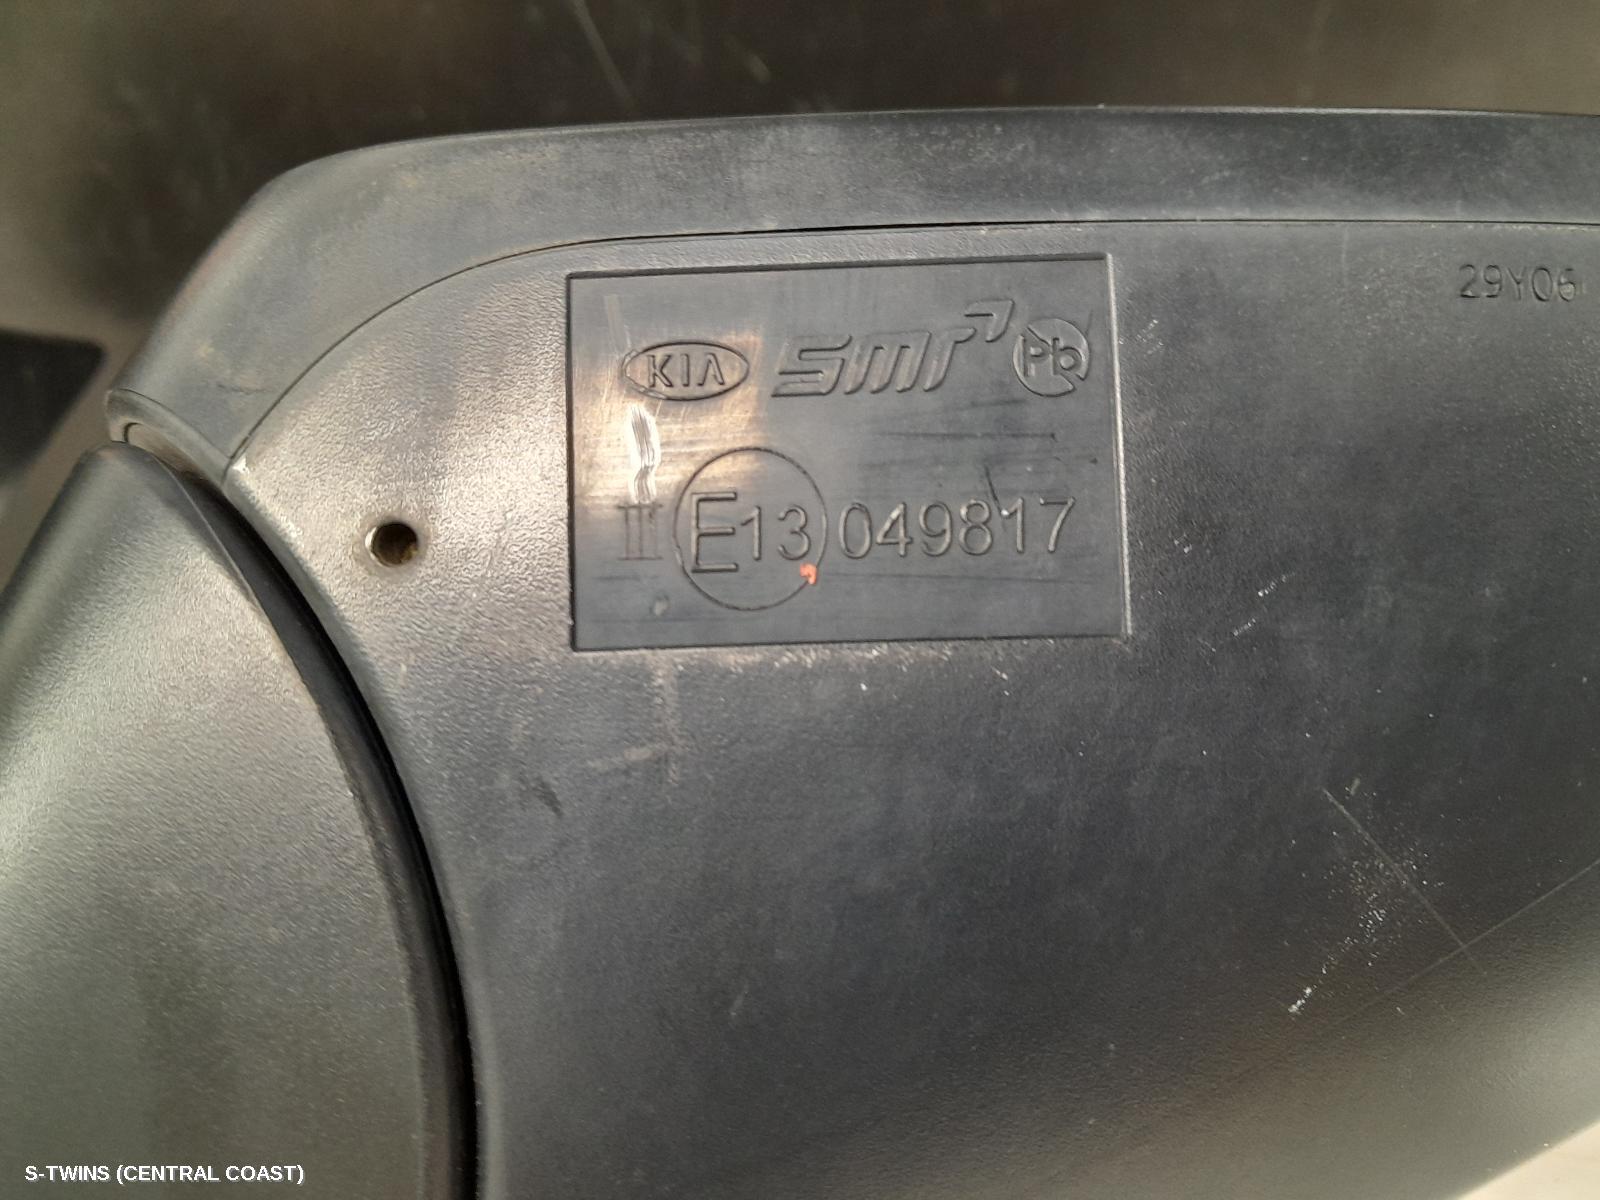 29Y06
KIA smr Pb
III E13 049817
S-TWINS (CENTRAL COAST)